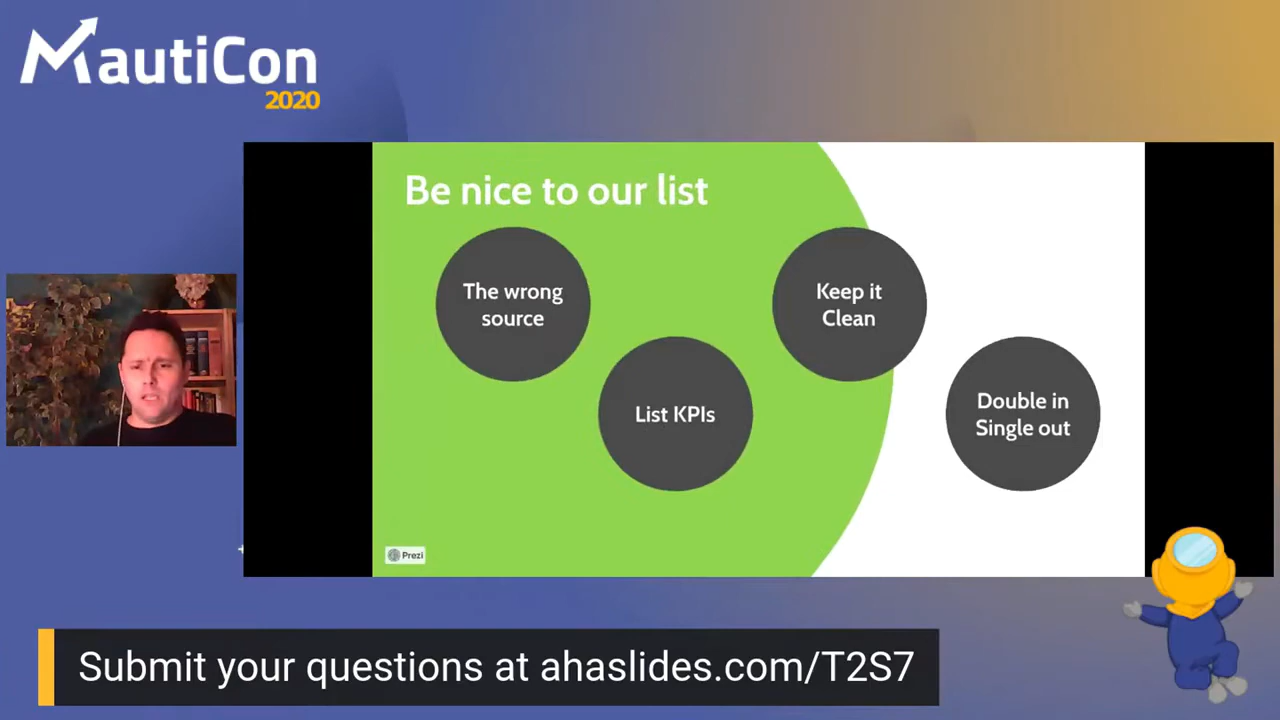 MautiCon
2020
Be nice to our list
The wrong
source
Keep it
Clean
List KPIs
Double in
Single out
Prezi
Submit your questions at ahaslides.com/T2S7